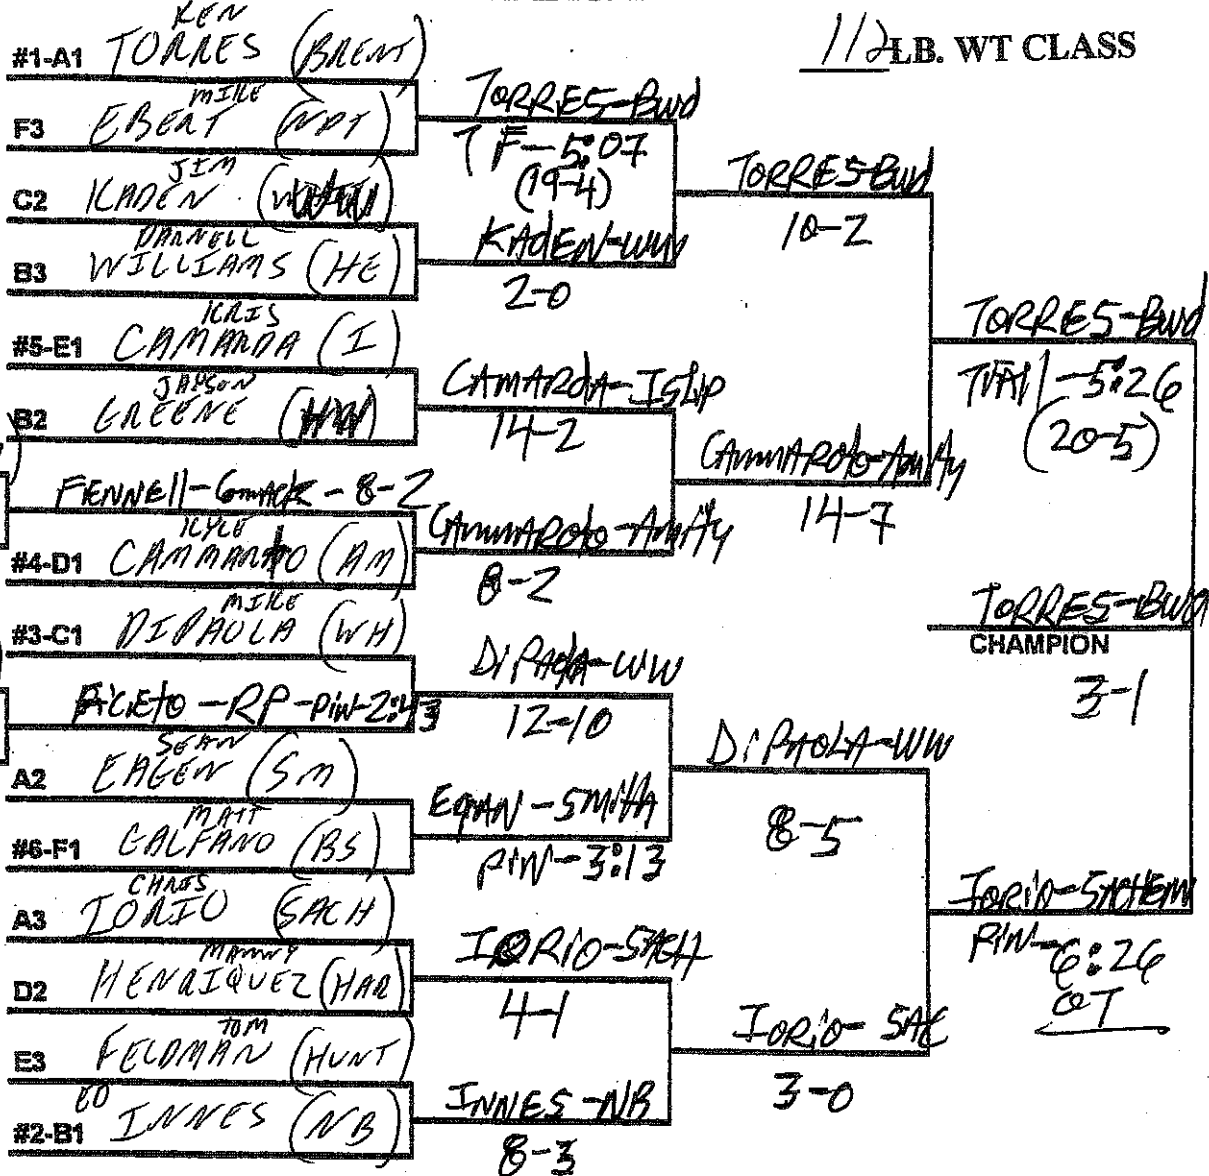 112 LB. WT CLASS
KEN
#1-A1 TORRES (BRENT)
MIKE
F3 EBERT (NPT)
JIM
C2 KADEN
DARNELL
B3 WILLIAMS (HE)
KRIS
#5-E1 CAMARDA (I)
B2 GREENE
FENNEll-Comack-8-2
KYLE
#4-D1 CAMMARATO (AM)
MIKE
#3-C1 DIPAOLA (WH)
PiCEtO-RP-PiN-2:43
SEAN
A2 EAGEN (SM)
MATT
#6-F1 GALFANO (BS)
CHRIS
A3 IORIO (SACH)
MANNY
D2 HENRIQUEZ (HAR)
TOM
E3 FELDMAN (HUNT)
ED
#2-B1 INNES (NB)
TORRES-Bwd
TF-5:07
(19-4)
KAdEN-WW
2-0
CAMARdA-ISLIP
14-2
CAmmARoto-AmiTy
8-2
DiPAolA-WW
12-10
EgAN-SMitH
PiN-3:13
IORiO-SACH
4-1
INNES-NB
8-3
TORRES-Bwd
10-2
CAmmARoto-AmiTy
14-7
DiPAOLA-WW
8-5
IORiO-SAC
3-0
TORRES-Bwd
TFAll-5:26
(20-5)
IORiO-SACHEM
PiN-6:26
OT
TORRES-Bwd
CHAMPION
3-1